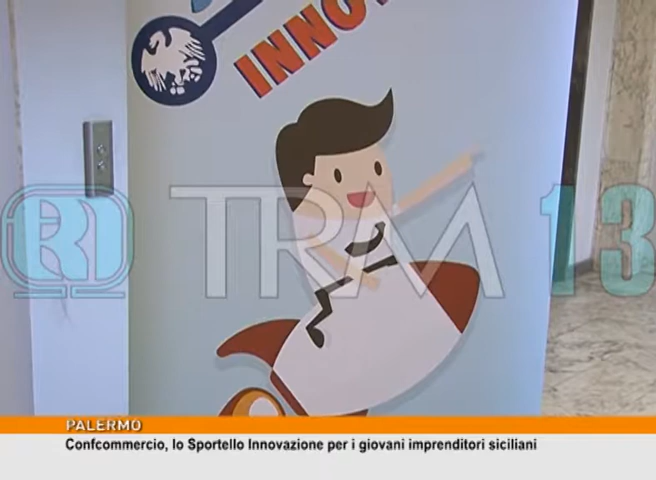 INNO
TRM 13
PALERMO
Confcommercio, lo Sportello Innovazione per i giovani imprenditori siciliani